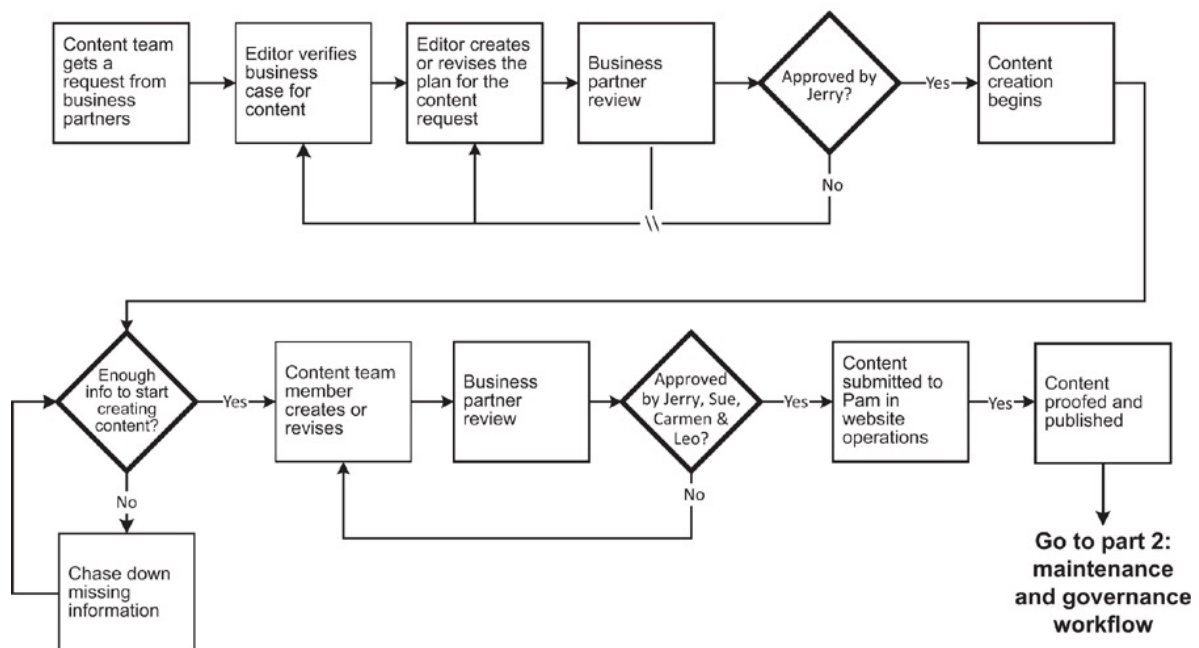 Content team
gets a
request from
business
partners
Editor verifies
business
case for
content
Editor creates
or revises the
plan for the
content
request
Business
partner
review
Approved by
Jerry?
Yes
Content
creation
begins
No
\\
Enough
info to start
creating
content?
Yes
Content team
member
creates or
revises
Business
partner
review
Approved
by Jerry, Sue,
Carmen &
Leo?
Yes
Content
submitted to
Pam in
website
operations
Yes
Content
proofed and
published
No
No
Chase down
missing
information
Go to part 2:
maintenance
and governance
workflow